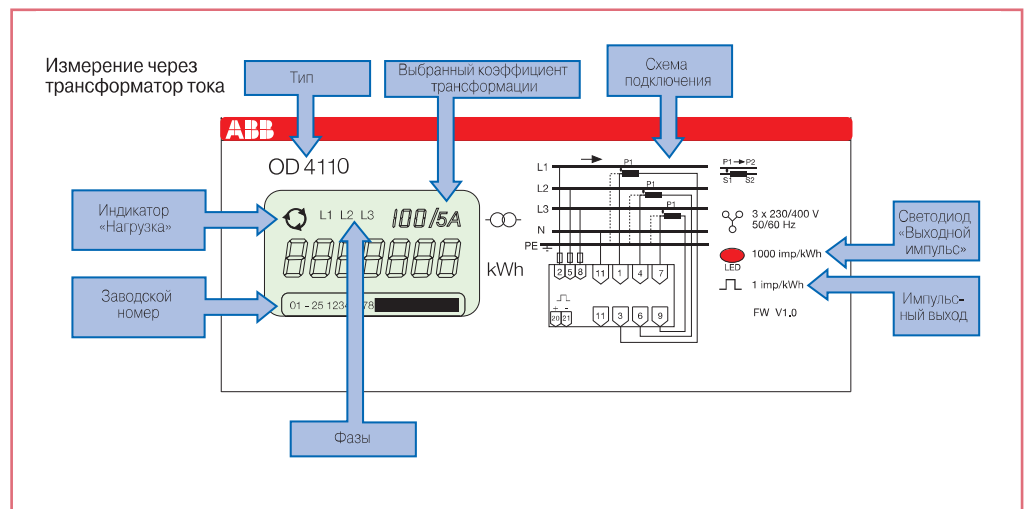 Измерение через
трансформатор тока
Тип
Выбранный коэффициент
трансформации
Схема
подключения
ABB
OD 4110
Индикатор
«Нагрузка»
L1 L2 L3
100/5A
8888888
kWh
Заводской
номер
01 - 25 1234
78
Фазы
L1
L2
L3
N
PE
P1
P1
P1
2 5 8 11 1 4 7
+ -
20 21 11 3 6 9
P1 P2
S1 S2
3 x 230/400 V
50/60 Hz
LED
1000 imp/kWh
1 imp/kWh
FW V1.0
Светодиод
«Выходной
импульс»
Импульс-
ный выход